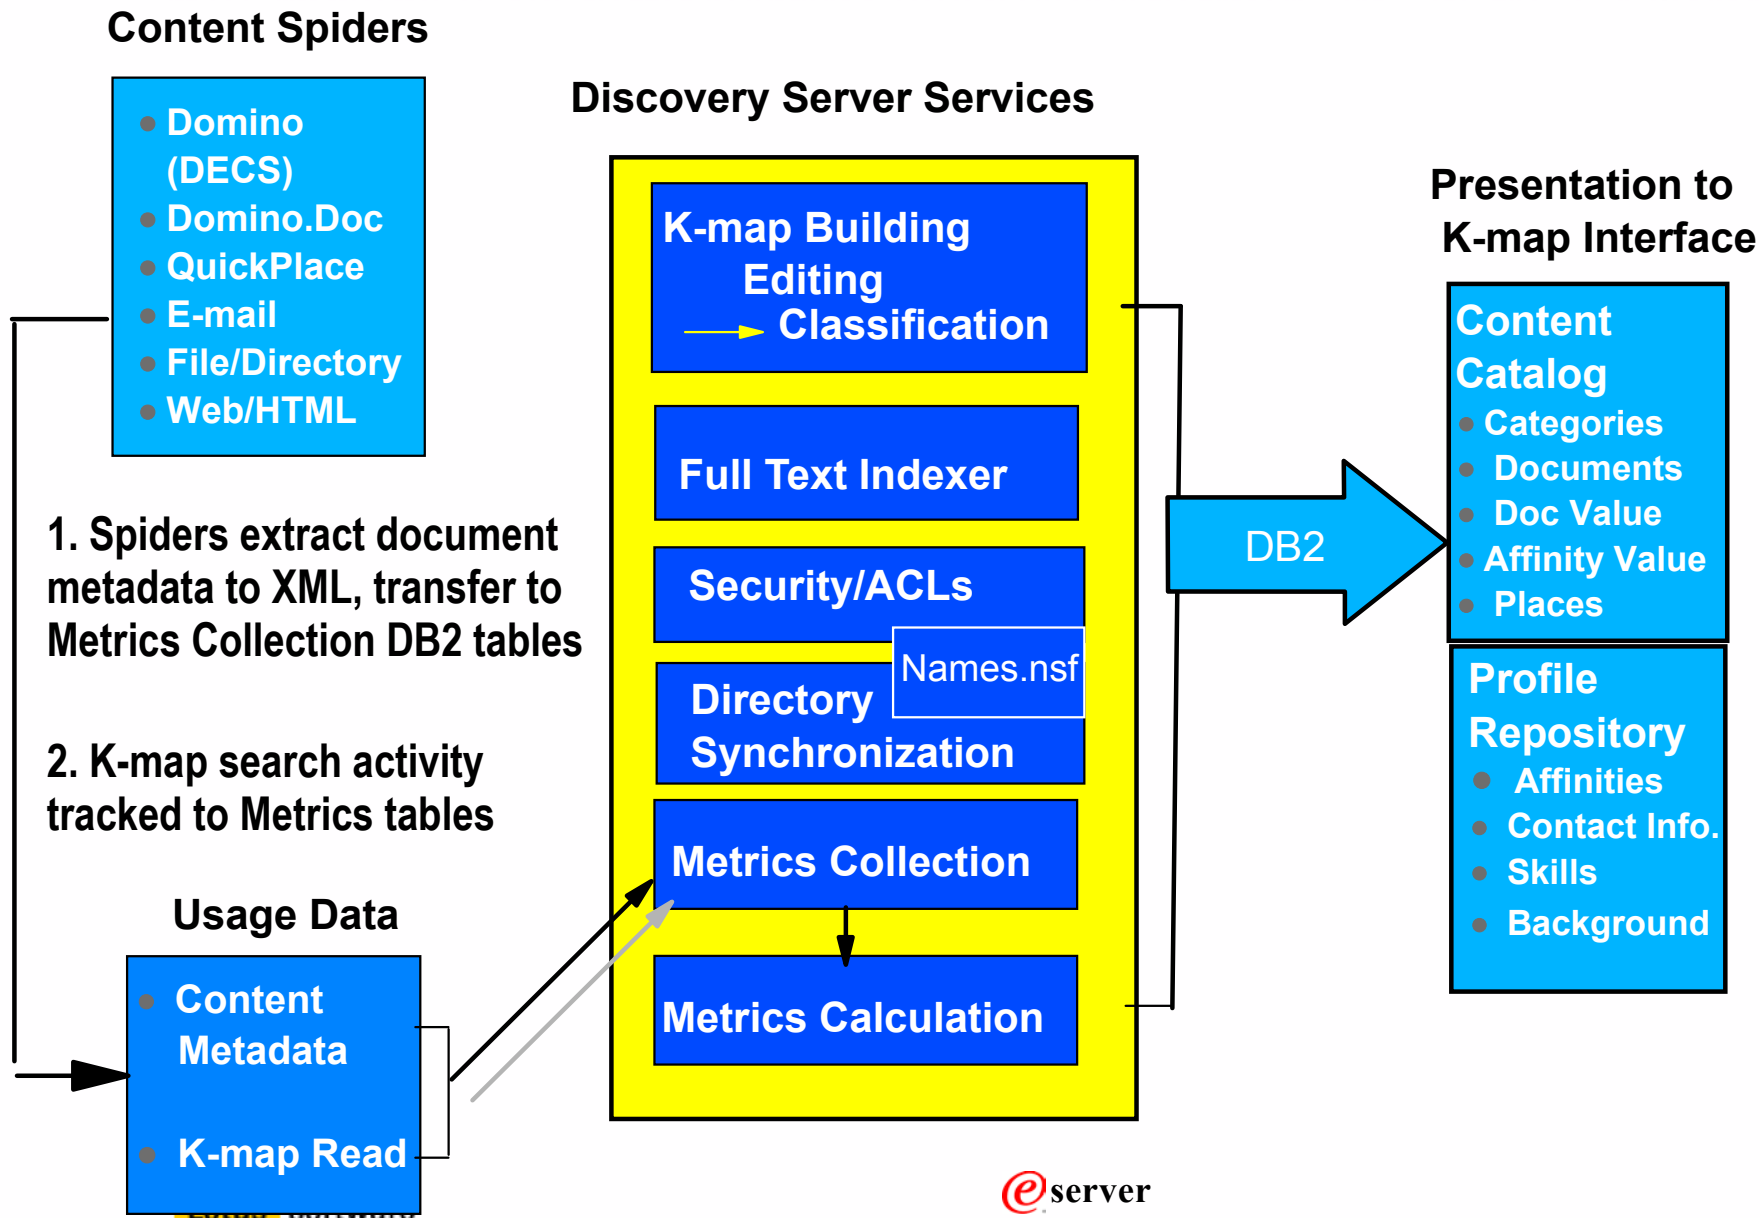 Content Spiders
Domino
(DECS)
Domino.Doc
QuickPlace
E-mail
File/Directory
Web/HTML
1. Spiders extract document
metadata to XML, transfer to
Metrics Collection DB2 tables
2. K-map search activity
tracked to Metrics tables
Usage Data
Content
Metadata
K-map Read
Discovery Server Services
K-map Building
Editing
Classification
Full Text Indexer
Security/ACLs
Names.nsf
Directory
Synchronization
Metrics Collection
Metrics Calculation
DB2
Presentation to
K-map Interface
Content
Catalog
Categories
Documents
Doc Value
Affinity Value
Places
Profile
Repository
Affinities
Contact Info.
Skills
Background
e server